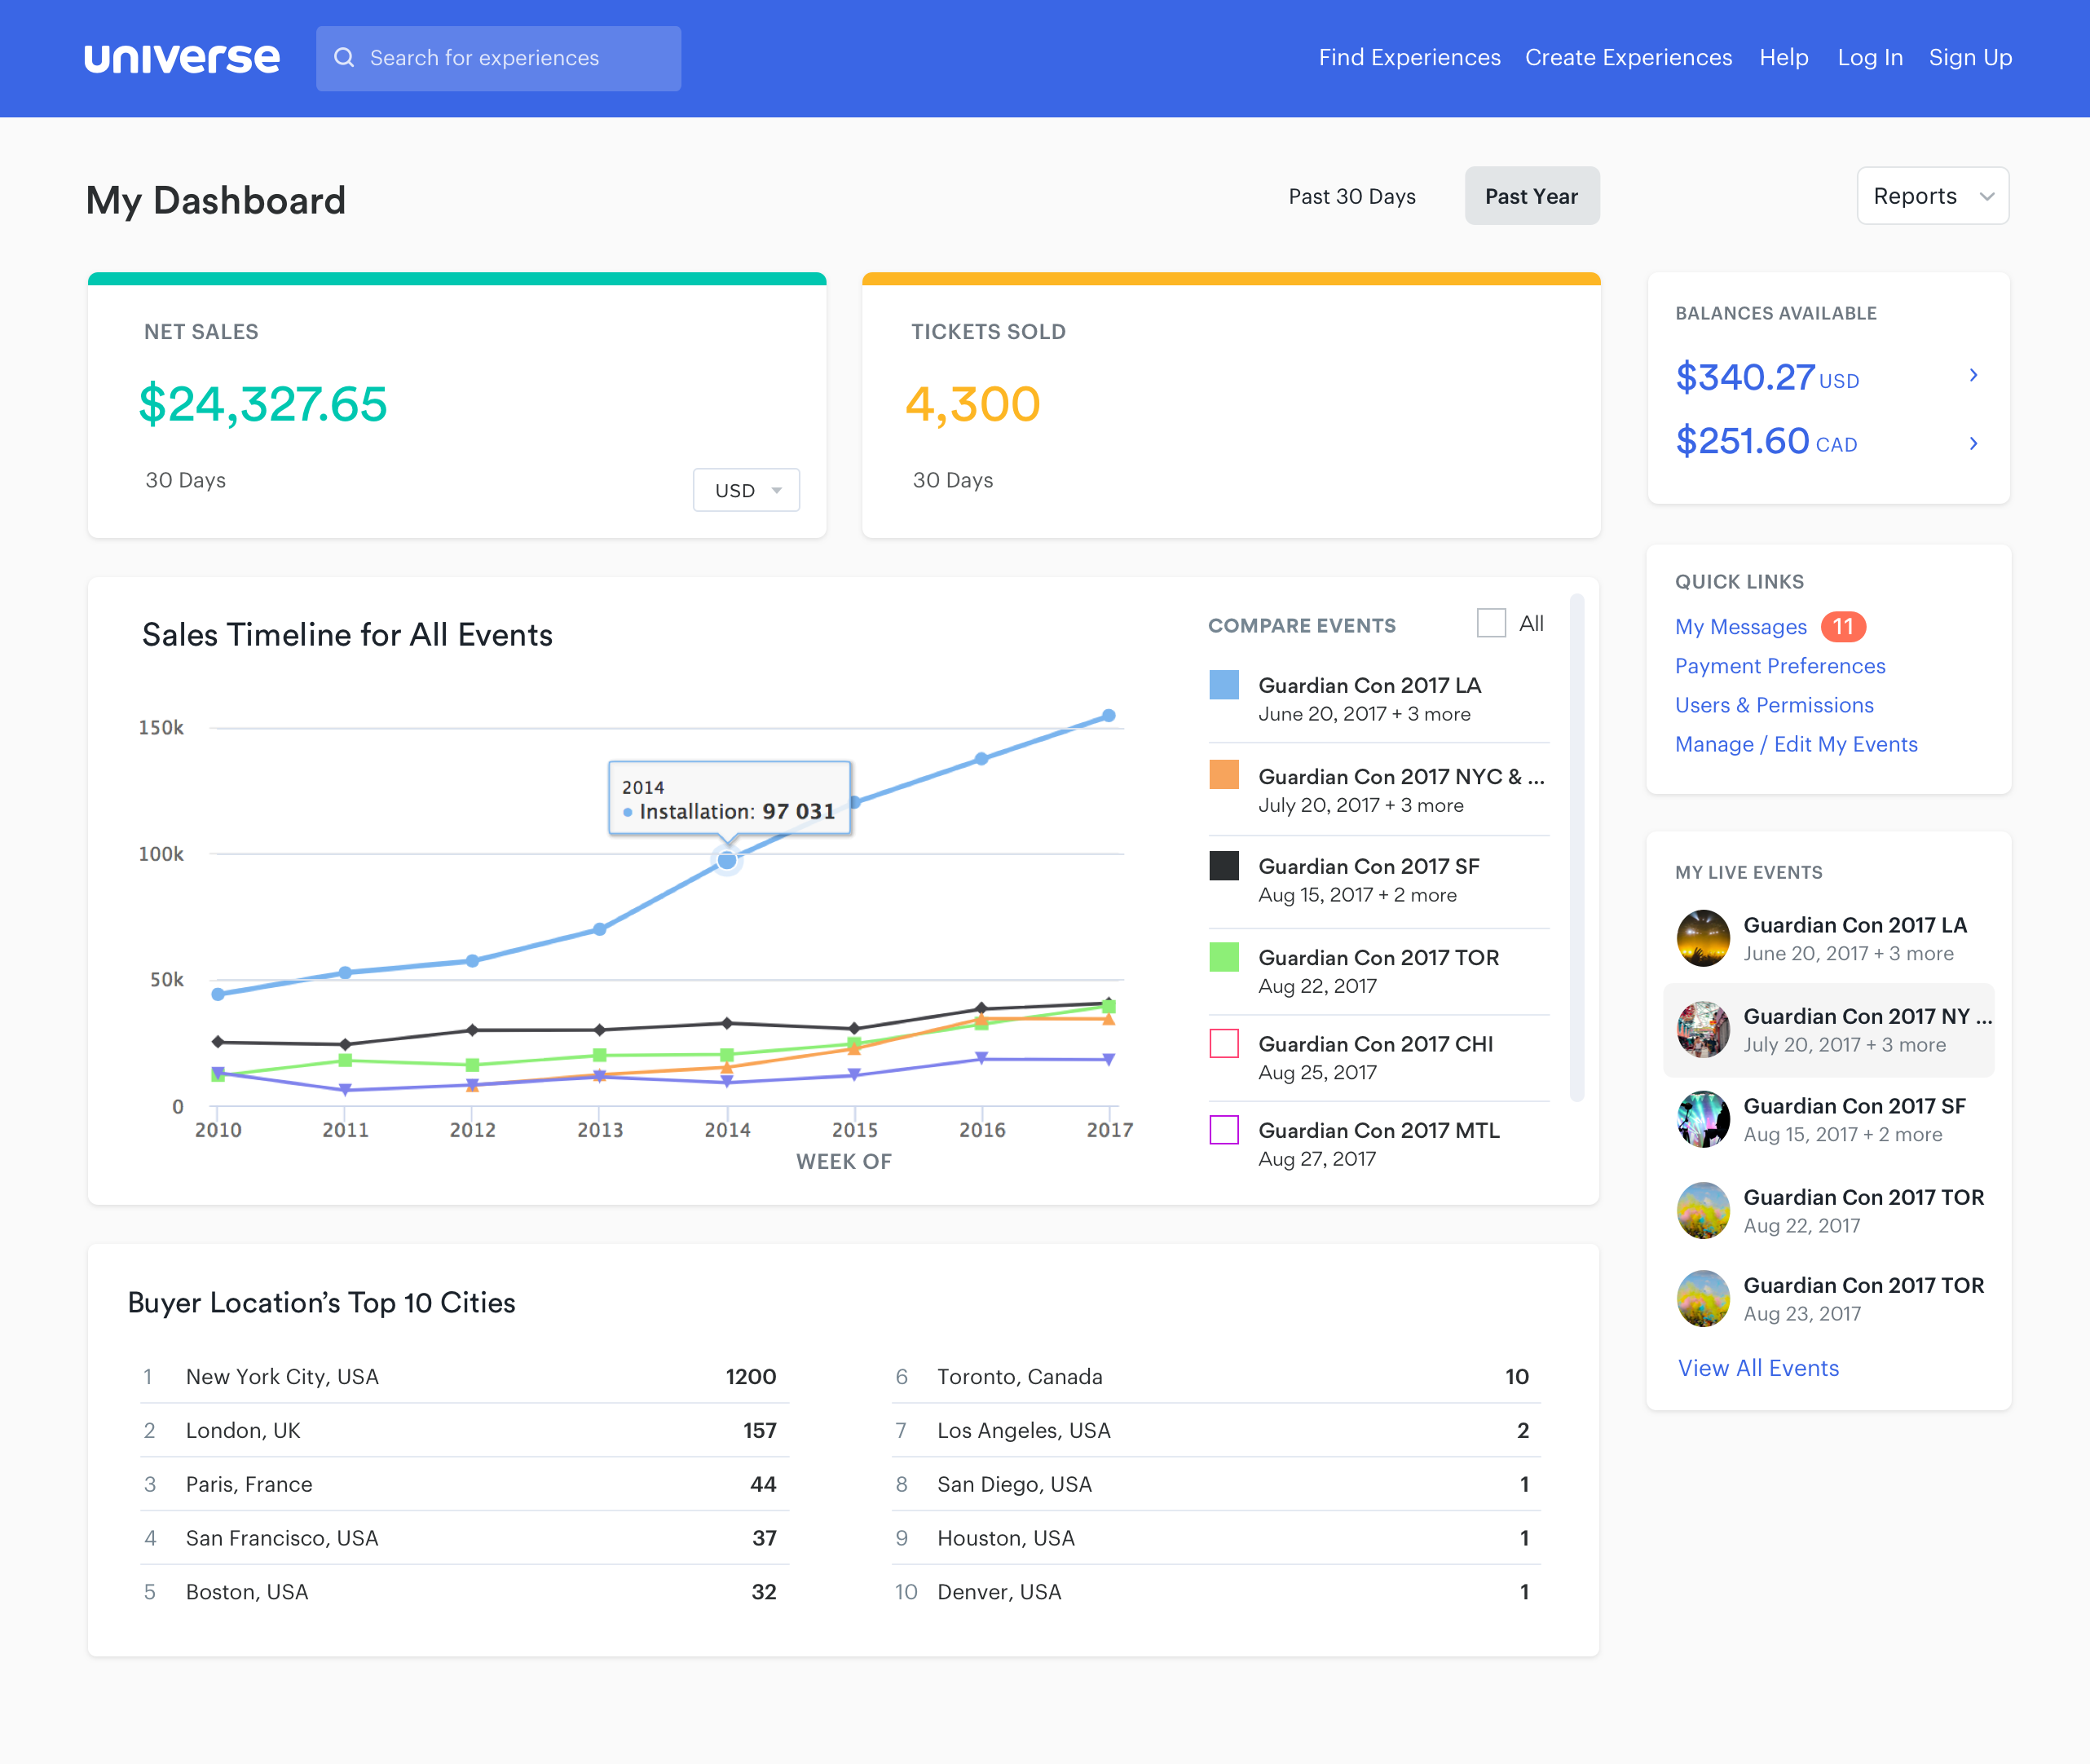 universe
Search for experiences
Find Experiences
Create Experiences
Help
Log In
Sign Up
My Dashboard
Past 30 Days
Past Year
Reports
NET SALES
$24,327.65
30 Days
USD
TICKETS SOLD
4,300
30 Days
BALANCES AVAILABLE
$340.27 USD
$251.60 CAD
QUICK LINKS
My Messages 11
Payment Preferences
Users & Permissions
Manage / Edit My Events
Sales Timeline for All Events
150k
100k
50k
0
2014
Installation: 97 031
2010 2011 2012 2013 2014 2015 2016 2017
WEEK OF
COMPARE EVENTS
All
Guardian Con 2017 LA
June 20, 2017 + 3 more
Guardian Con 2017 NYC & ...
July 20, 2017 + 3 more
Guardian Con 2017 SF
Aug 15, 2017 + 2 more
Guardian Con 2017 TOR
Aug 22, 2017
Guardian Con 2017 CHI
Aug 25, 2017
Guardian Con 2017 MTL
Aug 27, 2017
MY LIVE EVENTS
Guardian Con 2017 LA
June 20, 2017 + 3 more
Guardian Con 2017 NY ...
July 20, 2017 + 3 more
Guardian Con 2017 SF
Aug 15, 2017 + 2 more
Guardian Con 2017 TOR
Aug 22, 2017
Guardian Con 2017 TOR
Aug 23, 2017
View All Events
Buyer Location’s Top 10 Cities
1 New York City, USA 1200
2 London, UK 157
3 Paris, France 44
4 San Francisco, USA 37
5 Boston, USA 32
6 Toronto, Canada 10
7 Los Angeles, USA 2
8 San Diego, USA 1
9 Houston, USA 1
10 Denver, USA 1